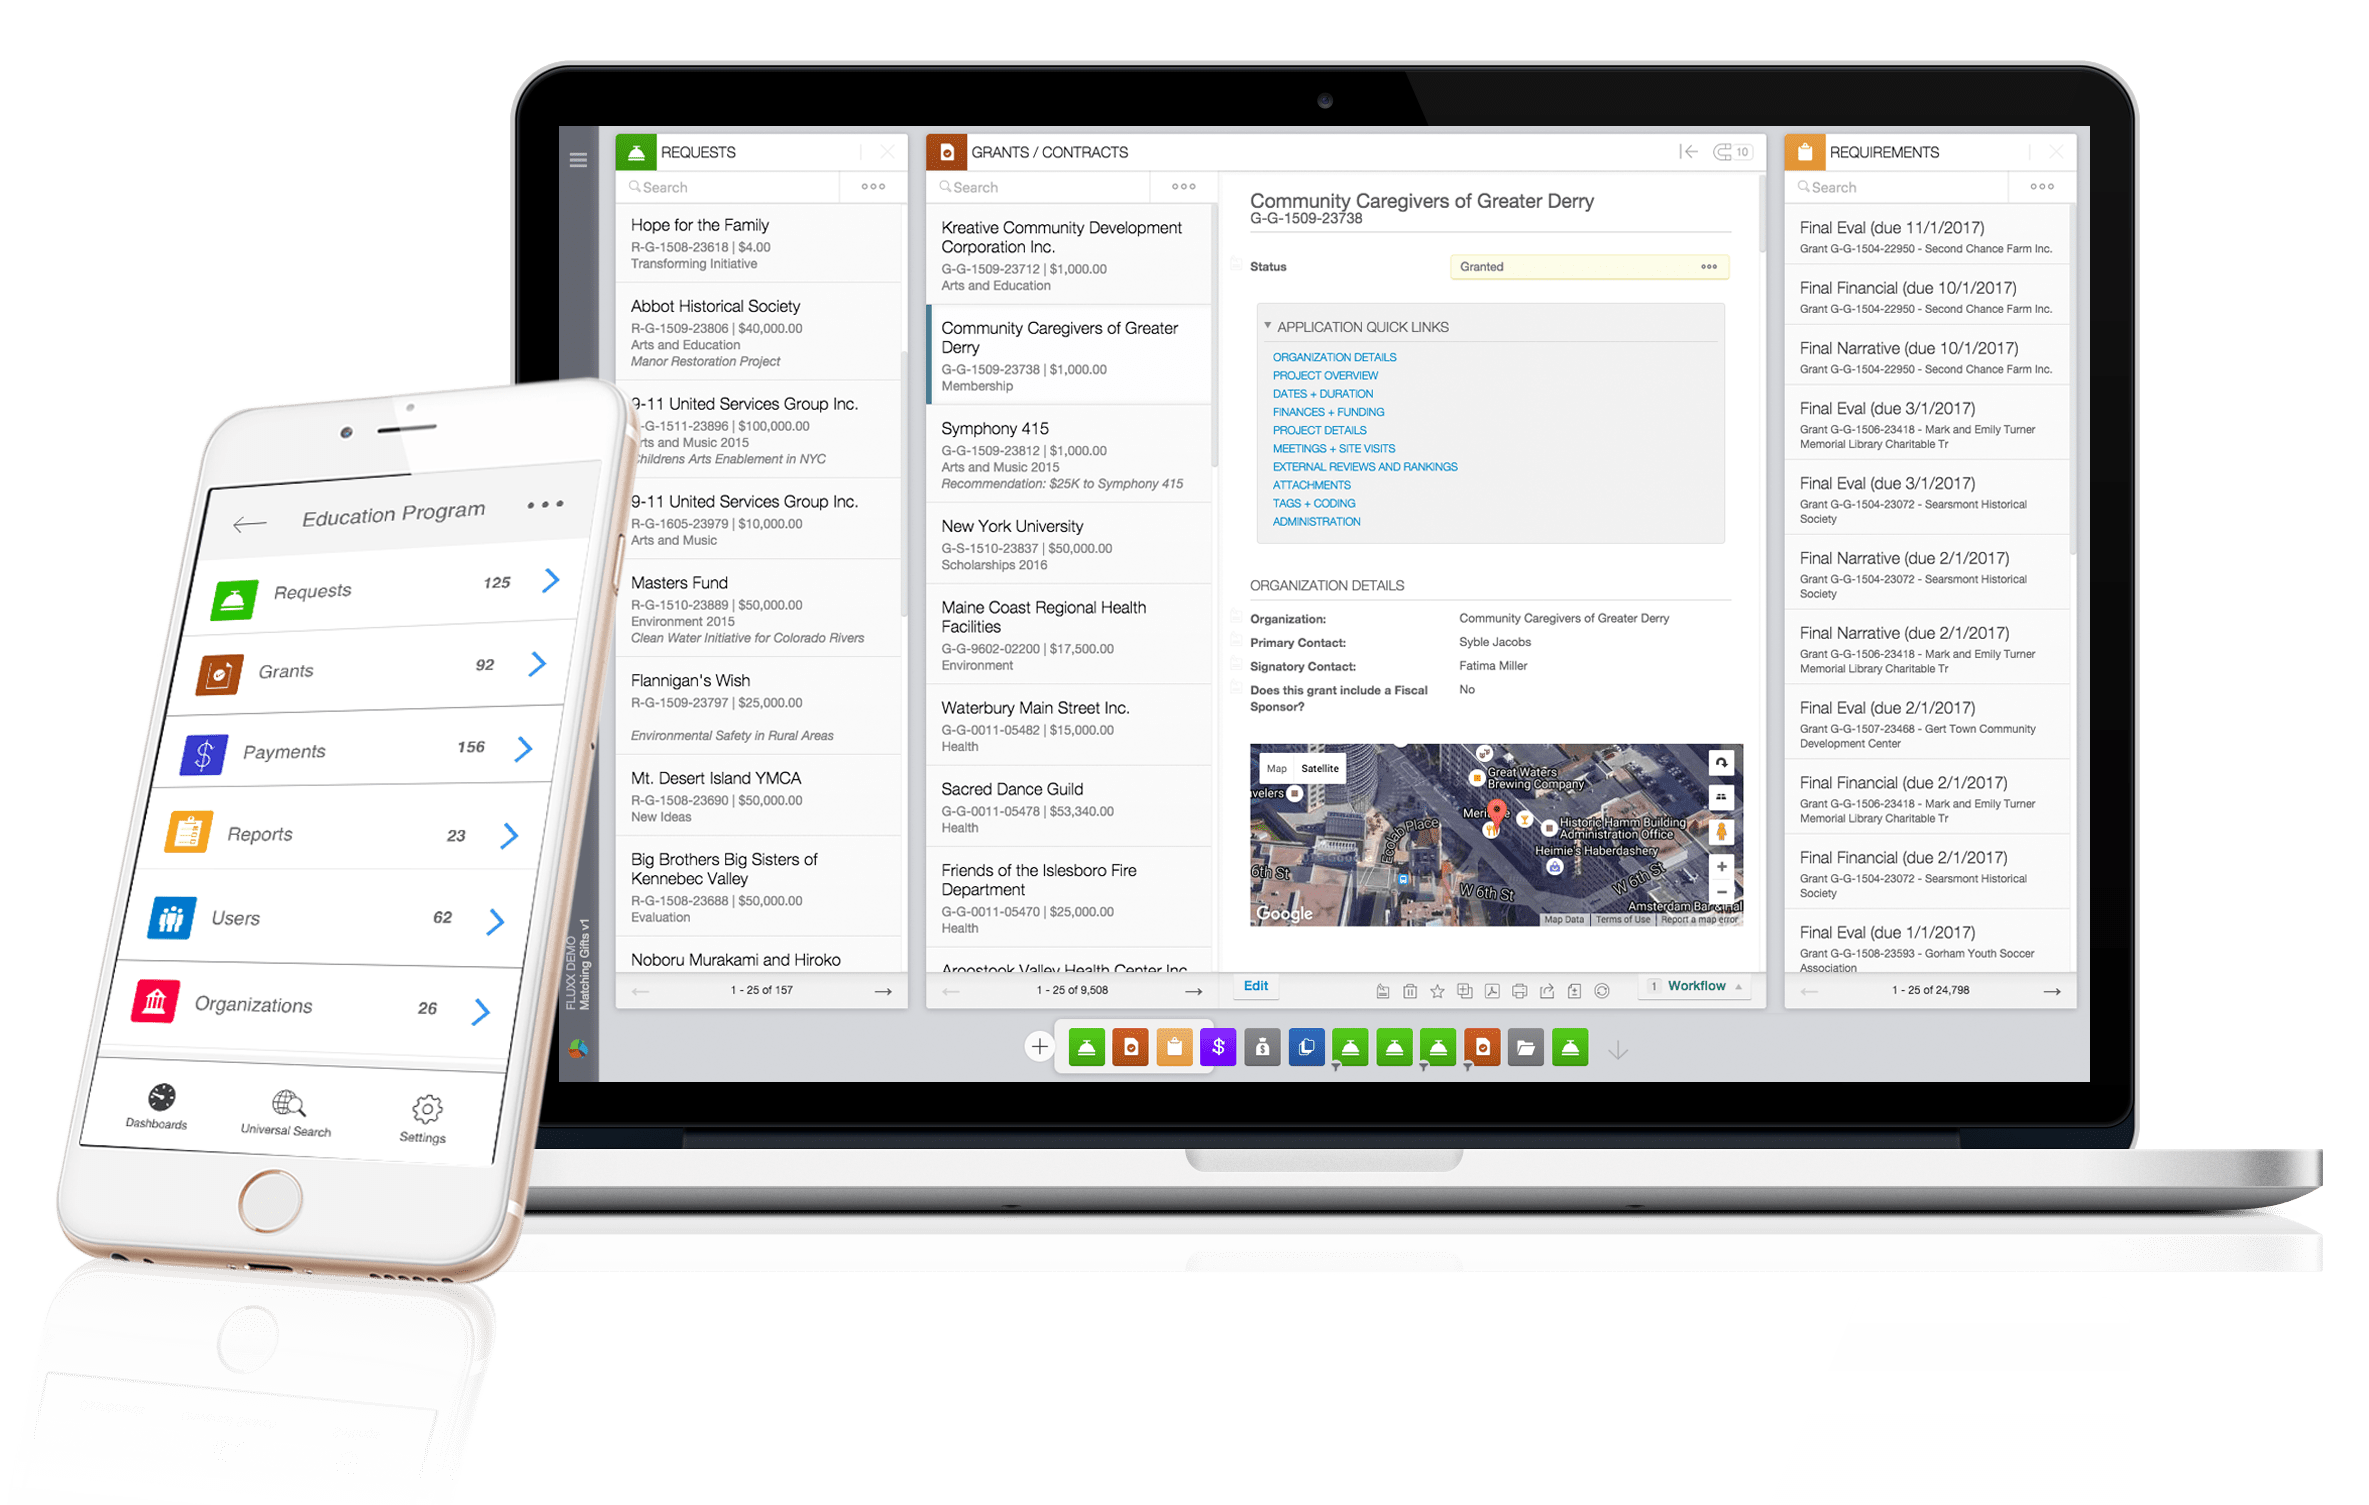 Education Program
Requests 125
Grants 92
Payments 156
Reports 23
Users 62
Organizations 26
Dashboards
Universal Search
Settings
FLUXX DEMO
Matching Gifts v1
REQUESTS
Search
Hope for the Family
R-G-1508-23618 | $4.00
Transforming Initiative
Abbot Historical Society
R-G-1509-23806 | $40,000.00
Arts and Education
Manor Restoration Project
9-11 United Services Group Inc.
-G-1511-23896 | $100,000.00
rts and Music 2015
hildrens Arts Enablement in NYC
9-11 United Services Group Inc.
R-G-1605-23979 | $10,000.00
Arts and Music
Masters Fund
R-G-1510-23889 | $50,000.00
Environment 2015
Clean Water Initiative for Colorado Rivers
Flannigan's Wish
R-G-1509-23797 | $25,000.00
Environmental Safety in Rural Areas
Mt. Desert Island YMCA
R-G-1508-23690 | $50,000.00
New Ideas
Big Brothers Big Sisters of
Kennebec Valley
R-G-1508-23688 | $50,000.00
Evaluation
Noboru Murakami and Hiroko
1 - 25 of 157
GRANTS / CONTRACTS
10
Search
Kreative Community Development
Corporation Inc.
G-G-1509-23712 | $1,000.00
Arts and Education
Community Caregivers of Greater
Derry
G-G-1509-23738 | $1,000.00
Membership
Symphony 415
G-G-1509-23812 | $1,000.00
Arts and Music 2015
Recommendation: $25K to Symphony 415
New York University
G-S-1510-23837 | $50,000.00
Scholarships 2016
Maine Coast Regional Health
Facilities
G-G-9602-02200 | $17,500.00
Environment
Waterbury Main Street Inc.
G-G-0011-05482 | $15,000.00
Health
Sacred Dance Guild
G-G-0011-05478 | $53,340.00
Health
Friends of the Islesboro Fire
Department
G-G-0011-05470 | $25,000.00
Health
Aroostook Valley Health Center Inc
1 - 25 of 9,508
Community Caregivers of Greater Derry
G-G-1509-23738
Status Granted
APPLICATION QUICK LINKS
ORGANIZATION DETAILS
PROJECT OVERVIEW
DATES + DURATION
FINANCES + FUNDING
PROJECT DETAILS
MEETINGS + SITE VISITS
EXTERNAL REVIEWS AND RANKINGS
ATTACHMENTS
TAGS + CODING
ADMINISTRATION
ORGANIZATION DETAILS
Organization: Community Caregivers of Greater Derry
Primary Contact: Syble Jacobs
Signatory Contact: Fatima Miller
Does this grant include a Fiscal No
Sponsor?
Map Satellite
Great Waters
Brewing Company
velers
Meri
Historic Hamm Building
Administration Office
Ecolab Place
Heimie's Haberdashery
6th St
W 6th St
W 6th St
Amsterdam Bar & Hal
Google
Map Data Terms of Use Report a map error
Edit
1 Workflow
REQUIREMENTS
Search
Final Eval (due 11/1/2017)
Grant G-G-1504-22950 - Second Chance Farm Inc.
Final Financial (due 10/1/2017)
Grant G-G-1504-22950 - Second Chance Farm Inc.
Final Narrative (due 10/1/2017)
Grant G-G-1504-22950 - Second Chance Farm Inc.
Final Eval (due 3/1/2017)
Grant G-G-1506-23418 - Mark and Emily Turner
Memorial Library Charitable Tr
Final Eval (due 3/1/2017)
Grant G-G-1504-23072 - Searsmont Historical
Society
Final Narrative (due 2/1/2017)
Grant G-G-1504-23072 - Searsmont Historical
Society
Final Narrative (due 2/1/2017)
Grant G-G-1506-23418 - Mark and Emily Turner
Memorial Library Charitable Tr
Final Eval (due 2/1/2017)
Grant G-G-1507-23468 - Gert Town Community
Development Center
Final Financial (due 2/1/2017)
Grant G-G-1506-23418 - Mark and Emily Turner
Memorial Library Charitable Tr
Final Financial (due 2/1/2017)
Grant G-G-1504-23072 - Searsmont Historical
Society
Final Eval (due 1/1/2017)
Grant G-G-1508-23593 - Gorham Youth Soccer
Association
1 - 25 of 24,798